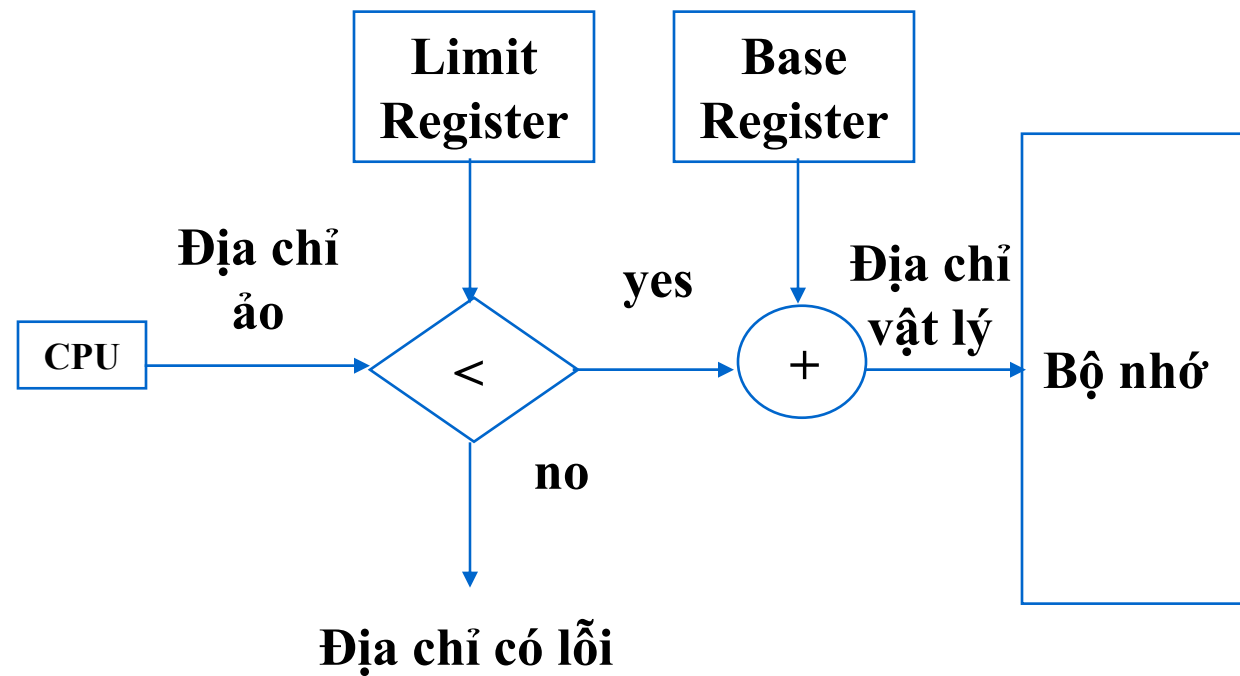 Limit
Register
Base
Register
Địa chỉ
ảo
yes
Địa chỉ
vật lý
CPU
<
+
Bộ nhớ
no
Địa chỉ có lỗi